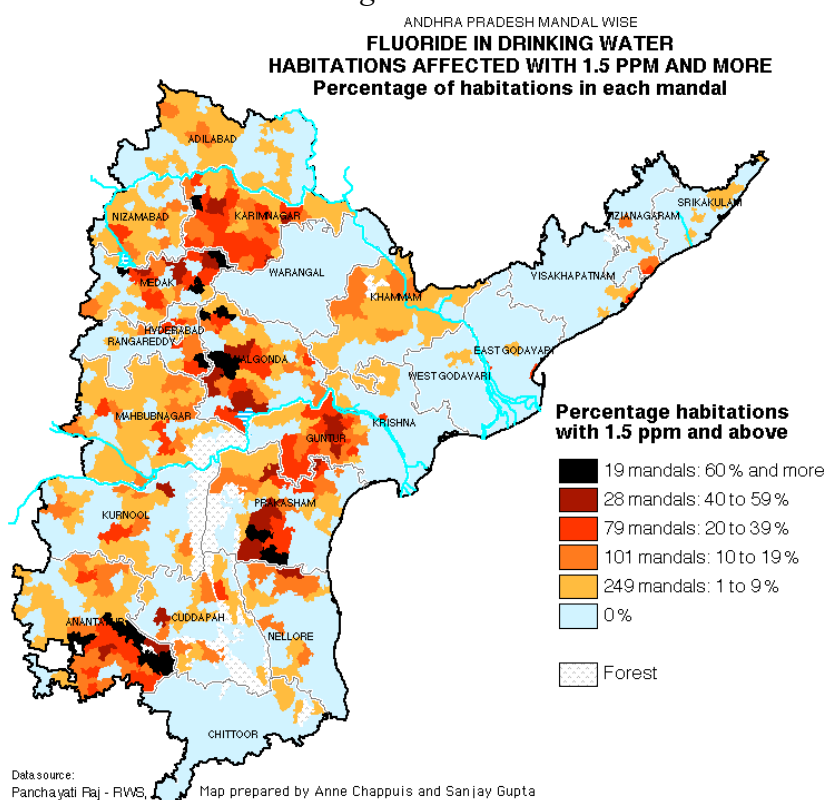 ANDHRA PRADESH MANDAL WISE
FLUORIDE IN DRINKING WATER
HABITATIONS AFFECTED WITH 1.5 PPM AND MORE
Percentage of habitations in each mandal
ADILABAD
SRIKAKULAM
NIZAMABAD
KARIMNAGAR
IZIANAGARAM
WARANGAL
VISAKHAPATNAM
MEDAK
KHAMMAM
HYDERABAD
RANGAREDDY
EAST GODAVARI
NALGONDA
WEST GODAVARI
MAHBUBNAGAR
KRISHNA
GUNTUR
Percentage habitations
with 1.5 ppm and above
19 mandals: 60 % and more
28 mandals: 40 to 59 %
79 mandals: 20 to 39 %
101 mandals: 10 to 19 %
249 mandals: 1 to 9 %
0 %
Forest
PRAKASHAM
KURNOOL
ANANTAPUR
CUDDAPAH
NELLORE
CHITTOOR
Data source:
Panchayati Raj - RWS,
Map prepared by Anne Chappuis and Sanjay Gupta